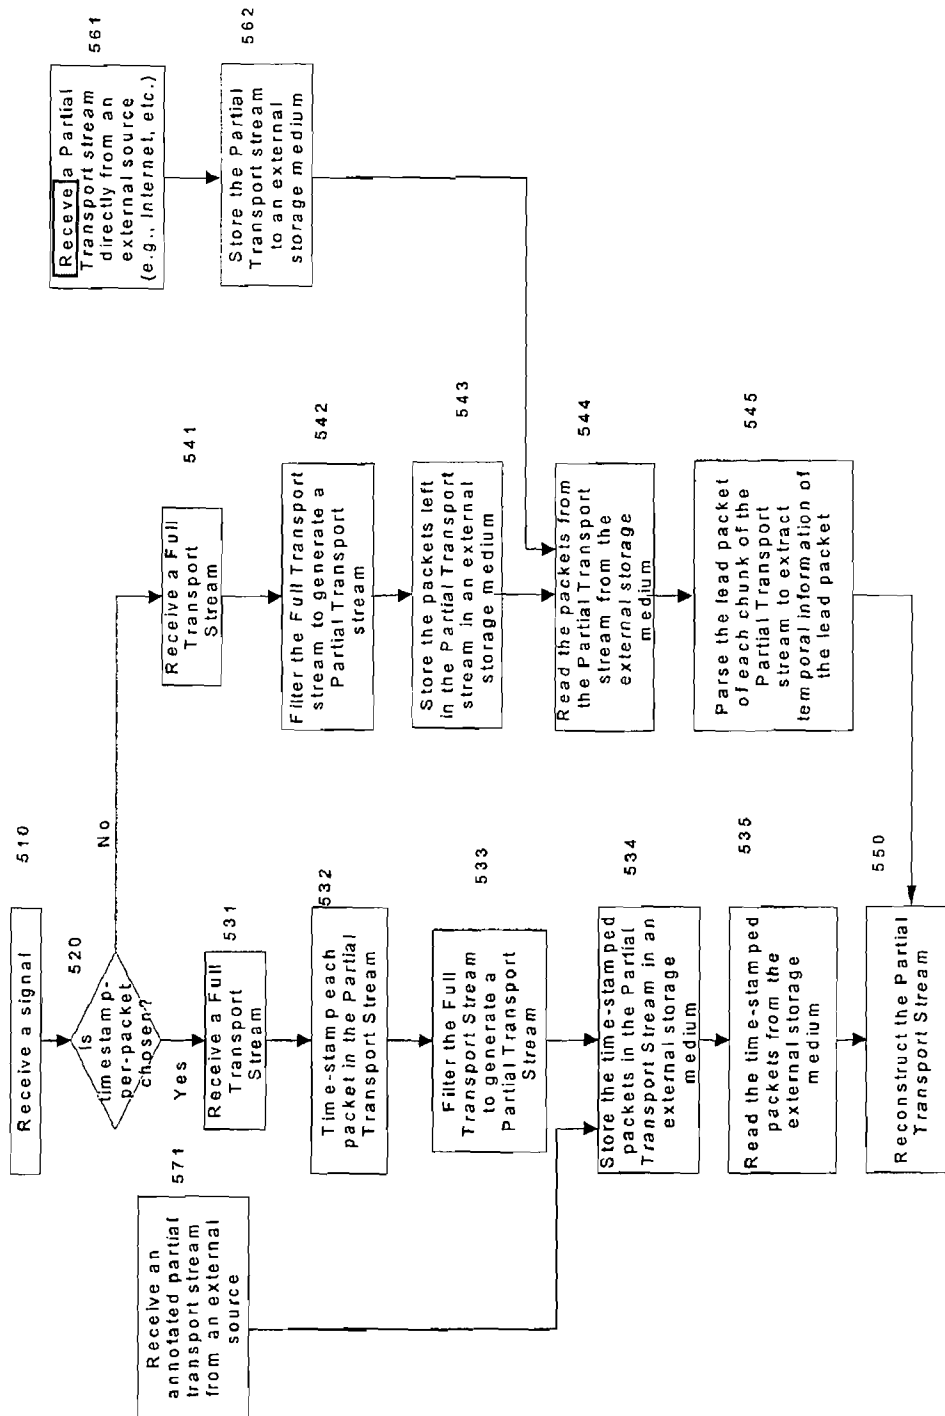 510
Receive a signal
520
Is
timestamp-
per-packet
chosen?
No
Yes
571
Receive an
annotated partial
transport stream
from an external
source
531
Receive a Full
Transport
Stream
532
Time-stamp each
packet in the Partial
Transport Stream
533
Filter the Full
Transport Stream
to generate a
Partial Transport
Stream
534
Store the time-stamped
packets in the Partial
Transport Stream in an
external storage
medium
535
Read the time-stamped
packets from the
external storage
medium
550
Reconstruct the Partial
Transport Stream
541
Receive a Full
Transport
Stream
542
Filter the Full Transport
stream to generate a
Partial Transport
stream
543
Store the packets left
in the Partial Transport
stream in an external
storage medium
544
Read the packets from
the Partial Transport
stream from the
external storage
medium
545
Parse the lead packet
of each chunk of the
Partial Transport
stream to extract
temporal information of
the lead packet
561
Receve a Partial
Transport stream
directly from an
external source
(e.g., Internet, etc.)
562
Store the Partial
Transport stream
to an external
storage medium